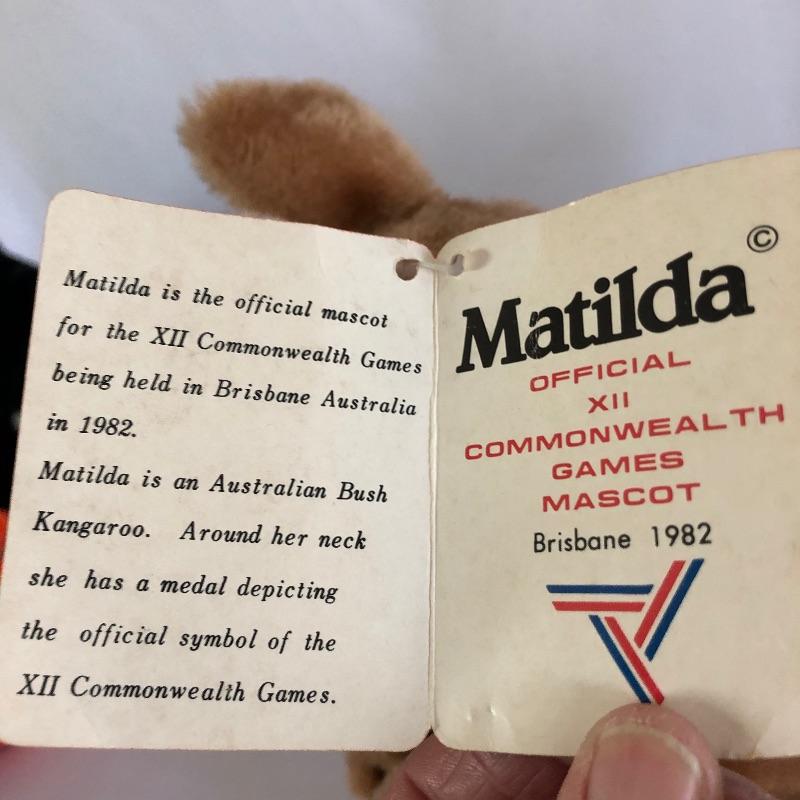 Matilda is the official mascot
for the XII Commonwealth Games
being held in Brisbane Australia
in 1982.
Matilda is an Australian Bush
Kangaroo. Around her neck
she has a medal depicting
the official symbol of the
XII Commonwealth Games.
©
Matilda
OFFICIAL
XII
COMMONWEALTH
GAMES
MASCOT
Brisbane 1982